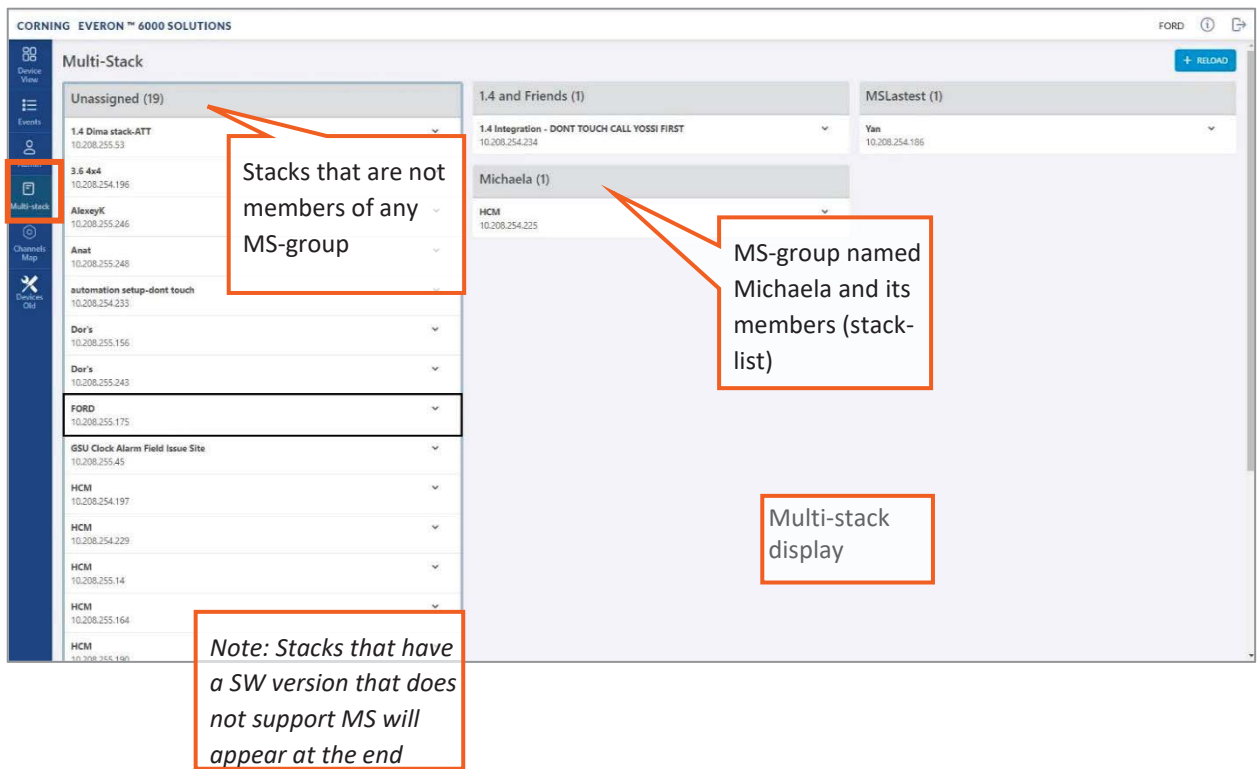 CORNING EVERON ™ 6000 SOLUTIONS
FORD
Device
View
Events
Multi-stack
Channels
Map
Devices
Old
Multi-Stack
+ RELOAD
Unassigned (19)
1.4 Dima stack-ATT
10.208.255.53
3.6 4x4
10.208.254.196
AlexeyK
10.208.255.246
Anat
10.208.255.248
automation setup-dont touch
10.208.254.233
Dor's
10.208.255.156
Dor's
10.208.255.243
FORD
10.208.255.175
GSU Clock Alarm Field Issue Site
10.208.255.45
HCM
10.208.254.197
HCM
10.208.254.229
HCM
10.208.255.14
HCM
10.208.255.164
HCM
10.208.255.190
1.4 and Friends (1)
1.4 Integration - DONT TOUCH CALL YOSSI FIRST
10.208.254.234
Michaela (1)
HCM
10.208.254.225
MSLastest (1)
Yan
10.208.254.186
Stacks that are not
members of any
MS-group
MS-group named
Michaela and its
members (stack-
list)
Multi-stack
display
Note: Stacks that have
a SW version that does
not support MS will
appear at the end